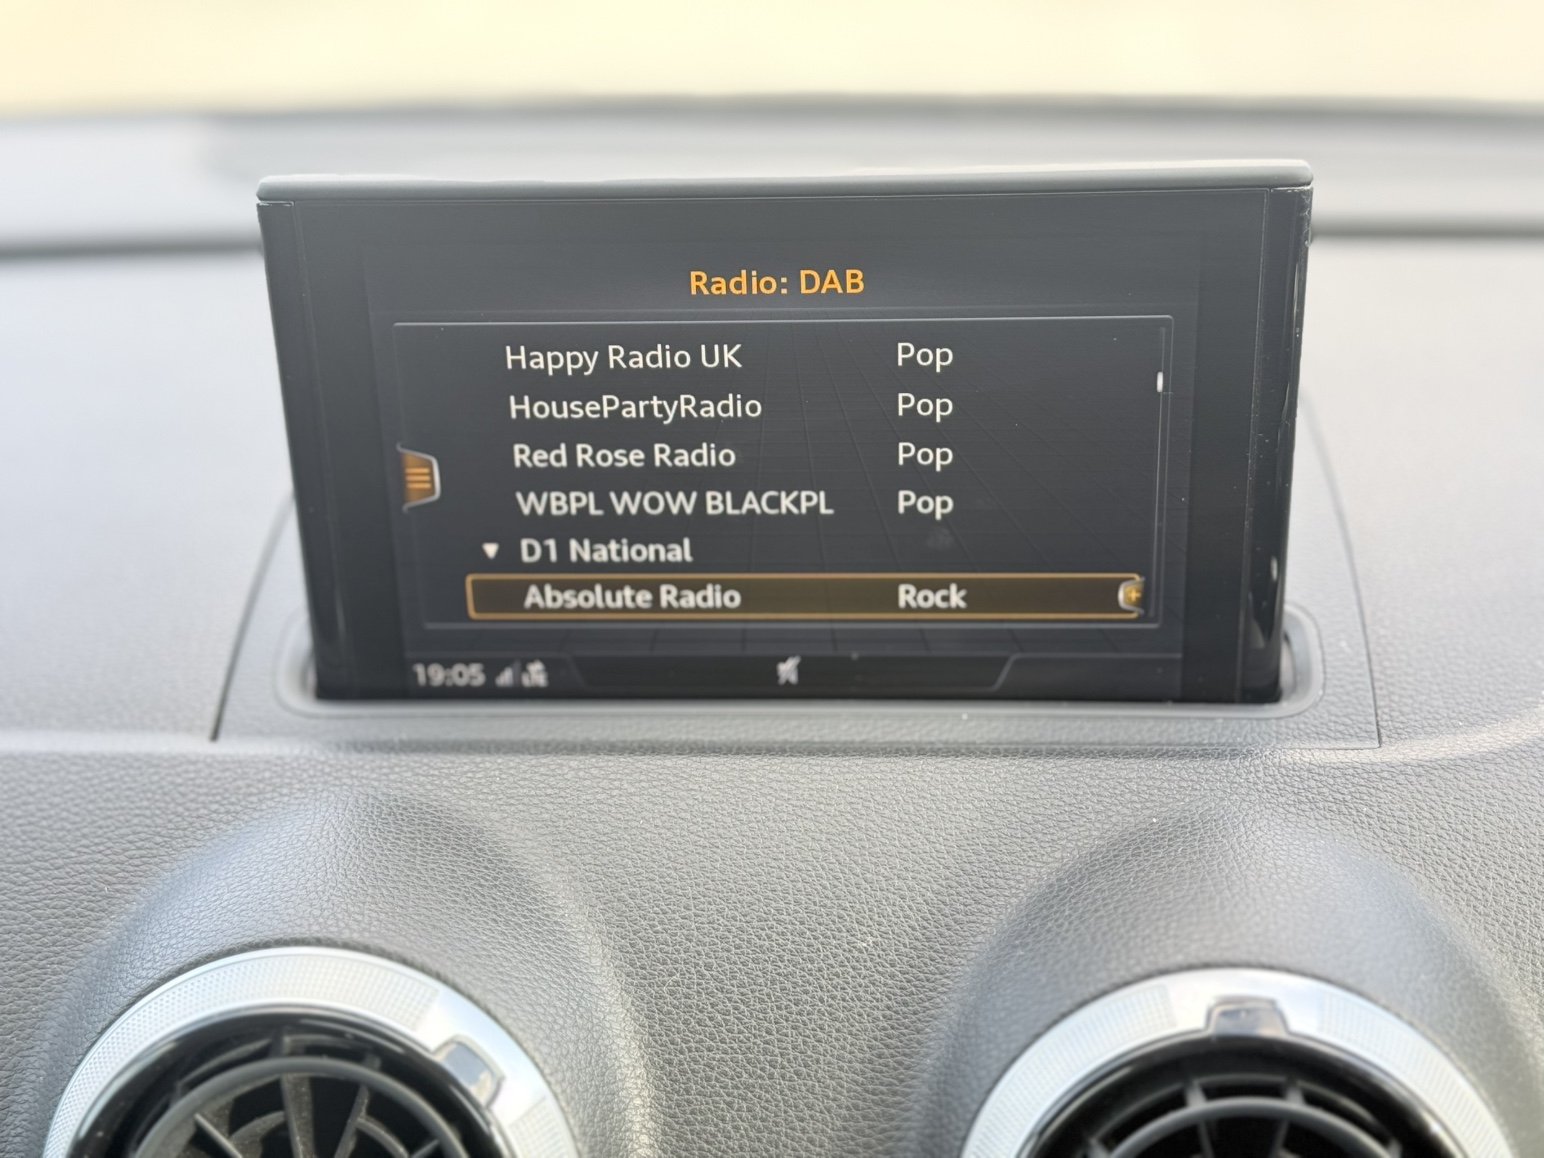 Radio: DAB
Happy Radio UK Pop
HousePartyRadio Pop
Red Rose Radio Pop
WBPL WOW BLACKPL Pop
D1 National
Absolute Radio Rock
19:05